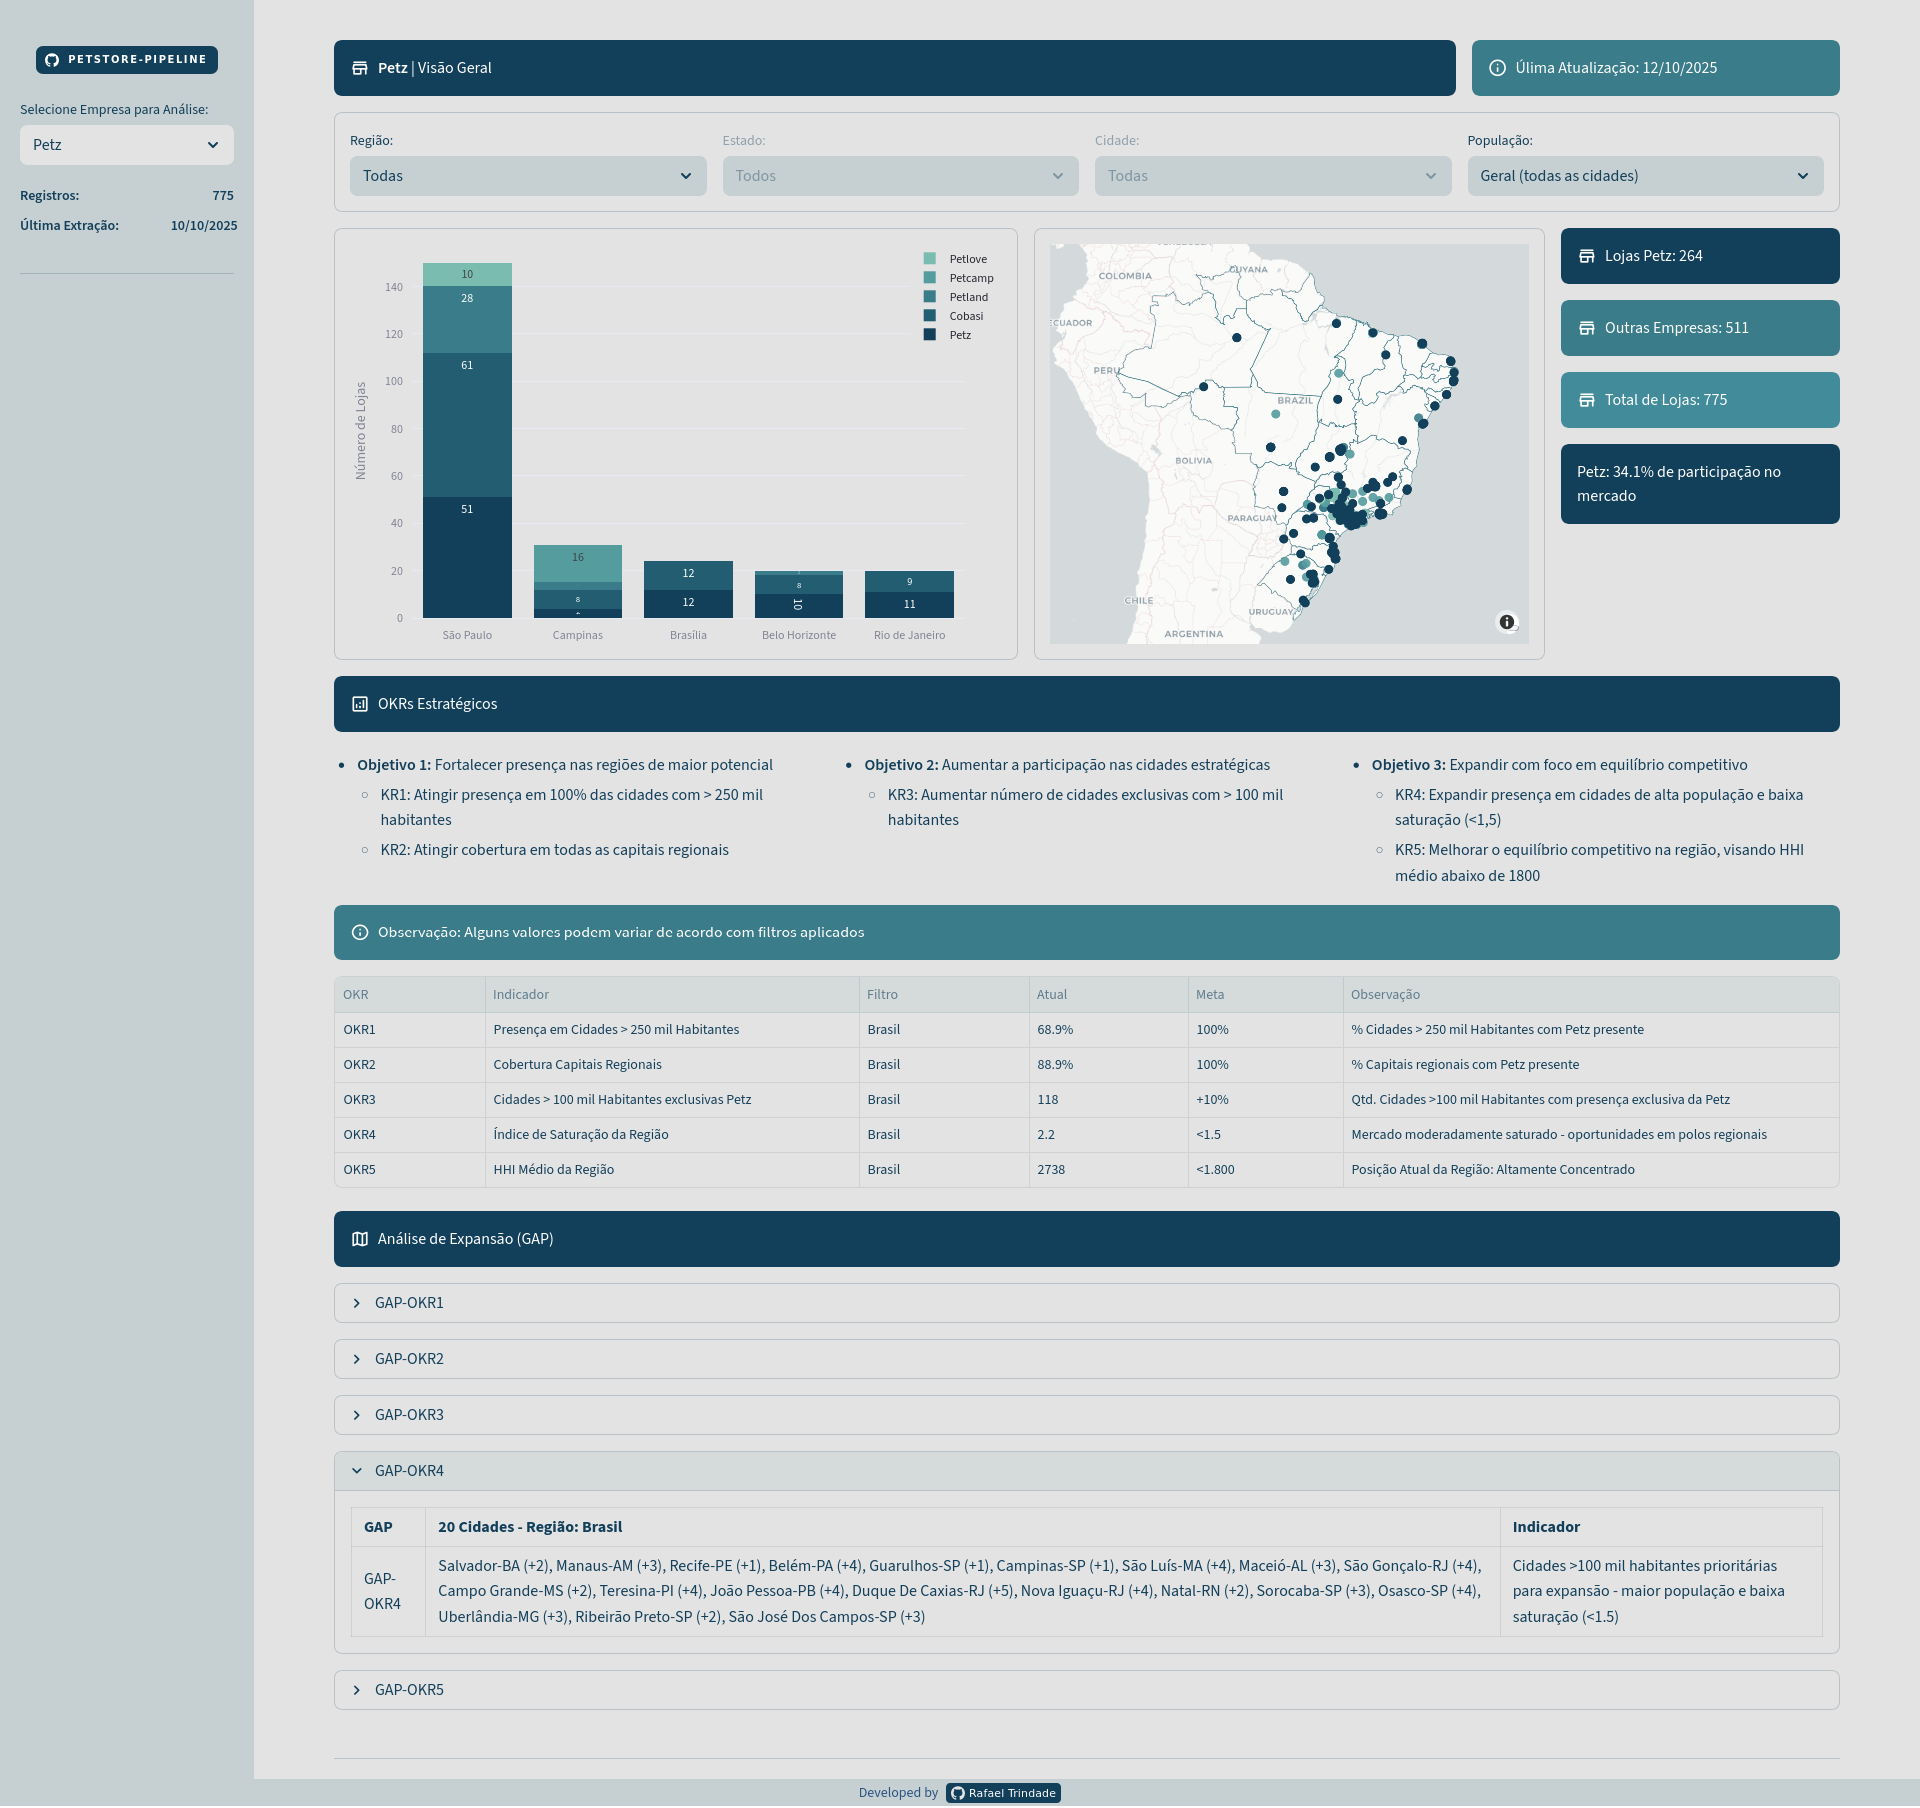 PETSTORE-PIPELINE
Selecione Empresa para Análise:
Petz
Registros: 775
Última Extração: 10/10/2025
Petz | Visão Geral
Úlima Atualização: 12/10/2025
Região:
Todas
Estado:
Todos
Cidade:
Todas
População:
Geral (todas as cidades)
Número de Lojas
140
120
100
80
60
40
20
0
10
28
61
51
16
8
12
12
8
10
9
11
São Paulo
Campinas
Brasília
Belo Horizonte
Rio de Janeiro
Petlove
Petcamp
Petland
Cobasi
Petz
COLOMBIA
GUYANA
ECUADOR
PERU
BRAZIL
BOLIVIA
PARAGUAY
CHILE
URUGUAY
ARGENTINA
Lojas Petz: 264
Outras Empresas: 511
Total de Lojas: 775
Petz: 34.1% de participação no
mercado
OKRs Estratégicos
Objetivo 1: Fortalecer presença nas regiões de maior potencial
KR1: Atingir presença em 100% das cidades com > 250 mil
habitantes
KR2: Atingir cobertura em todas as capitais regionais
Objetivo 2: Aumentar a participação nas cidades estratégicas
KR3: Aumentar número de cidades exclusivas com > 100 mil
habitantes
Objetivo 3: Expandir com foco em equilíbrio competitivo
KR4: Expandir presença em cidades de alta população e baixa
saturação (<1,5)
KR5: Melhorar o equilíbrio competitivo na região, visando HHI
médio abaixo de 1800
Observação: Alguns valores podem variar de acordo com filtros aplicados
OKR Indicador Filtro Atual Meta Observação
OKR1 Presença em Cidades > 250 mil Habitantes Brasil 68.9% 100% % Cidades > 250 mil Habitantes com Petz presente
OKR2 Cobertura Capitais Regionais Brasil 88.9% 100% % Capitais regionais com Petz presente
OKR3 Cidades > 100 mil Habitantes exclusivas Petz Brasil 118 +10% Qtd. Cidades >100 mil Habitantes com presença exclusiva da Petz
OKR4 Índice de Saturação da Região Brasil 2.2 <1.5 Mercado moderadamente saturado - oportunidades em polos regionais
OKR5 HHI Médio da Região Brasil 2738 <1.800 Posição Atual da Região: Altamente Concentrado
Análise de Expansão (GAP)
GAP-OKR1
GAP-OKR2
GAP-OKR3
GAP-OKR4
GAP 20 Cidades - Região: Brasil Indicador
GAP-
OKR4
Salvador-BA (+2), Manaus-AM (+3), Recife-PE (+1), Belém-PA (+4), Guarulhos-SP (+1), Campinas-SP (+1), São Luís-MA (+4), Maceió-AL (+3), São Gonçalo-RJ (+4),
Campo Grande-MS (+2), Teresina-PI (+4), João Pessoa-PB (+4), Duque De Caxias-RJ (+5), Nova Iguaçu-RJ (+4), Natal-RN (+2), Sorocaba-SP (+3), Osasco-SP (+4),
Uberlândia-MG (+3), Ribeirão Preto-SP (+2), São José Dos Campos-SP (+3)
Cidades >100 mil habitantes prioritárias
para expansão - maior população e baixa
saturação (<1.5)
GAP-OKR5
Developed by Rafael Trindade